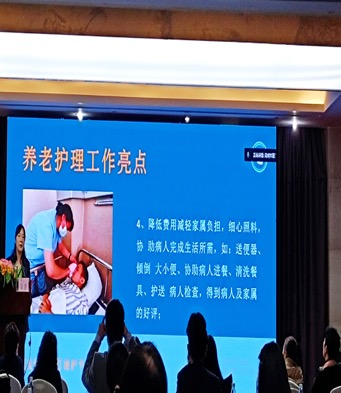 养老护理工作亮点
4、降低费用减轻家属负担，细心照料，
协 助病人完成生活所需，如：送便器、
倾倒 大小便、协助病人进餐、清洗餐
具、护送 病人检查，得到病人及家属
的好评；